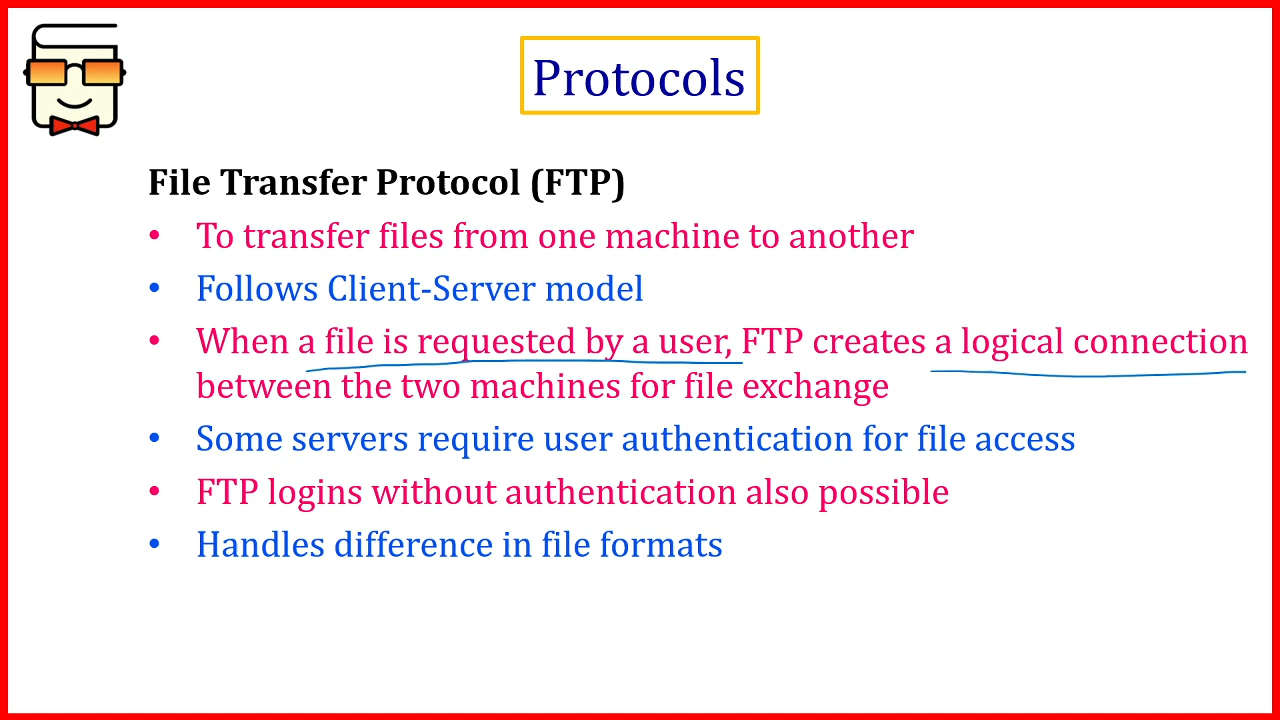 Protocols
File Transfer Protocol (FTP)
• To transfer files from one machine to another
• Follows Client-Server model
• When a file is requested by a user, FTP creates a logical connection
between the two machines for file exchange
• Some servers require user authentication for file access
• FTP logins without authentication also possible
• Handles difference in file formats